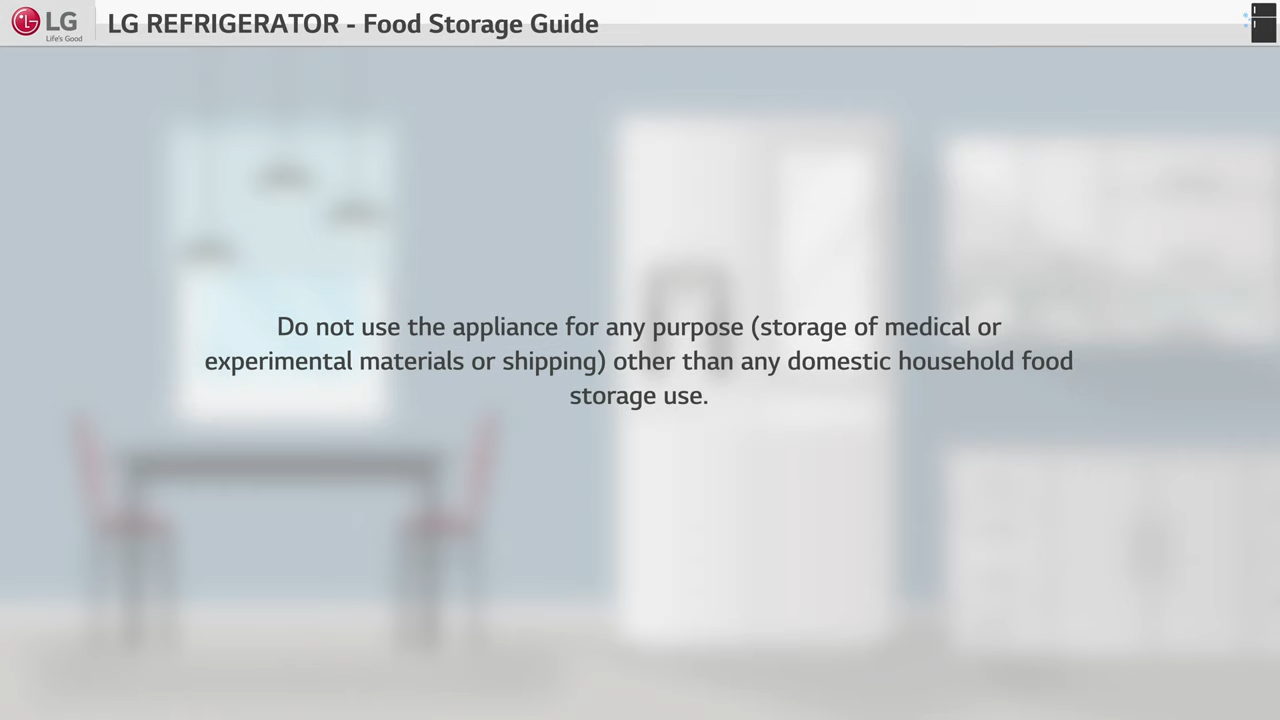 LG
Life's Good
LG REFRIGERATOR - Food Storage Guide
Do not use the appliance for any purpose (storage of medical or
experimental materials or shipping) other than any domestic household food
storage use.